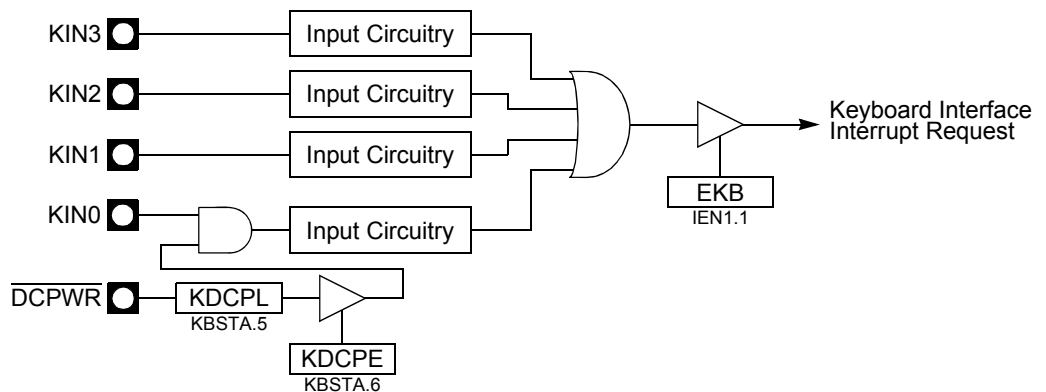 KIN3
Input Circuitry
KIN2
Input Circuitry
Keyboard Interface
Interrupt Request
KIN1
Input Circuitry
EKB
IEN1.1
KIN0
Input Circuitry
DCPWR
KDCPL
KBSTA.5
KDCPE
KBSTA.6